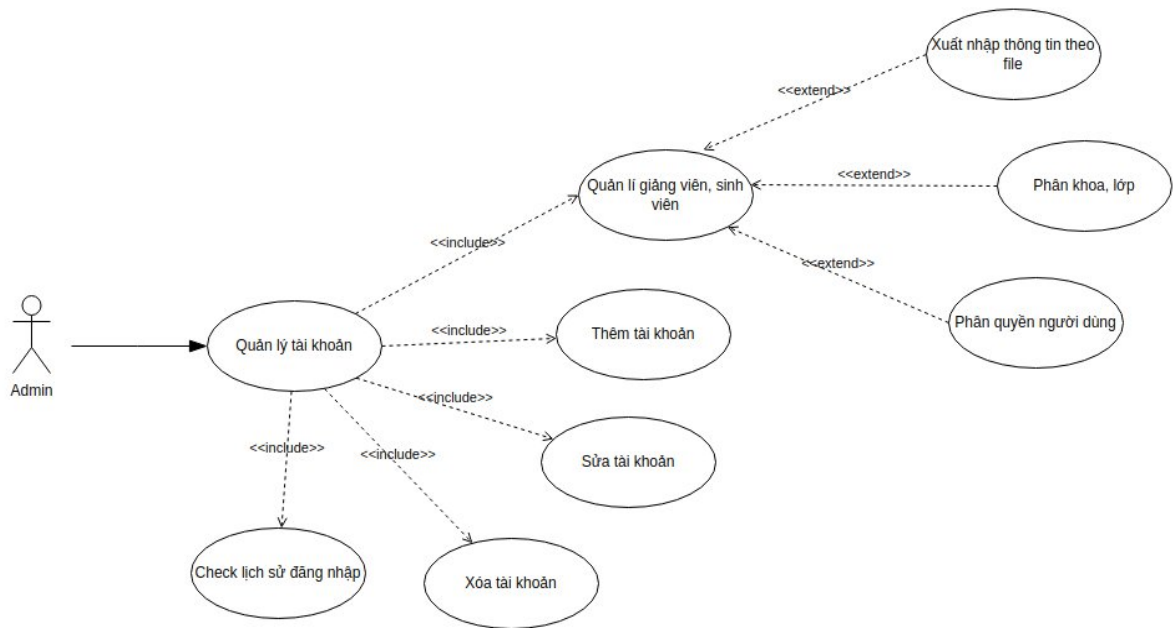 Xuất nhập thông tin theo
file
<<extend>>
Quản lí giảng viên, sinh
viên
<<extend>>
Phân khoa, lớp
<<include>>
<<extend>>
Phân quyền người dùng
Admin
Quản lý tài khoản
<<include>>
Thêm tài khoản
<<include>>
Sửa tài khoản
<<include>>
<<include>>
Check lịch sử đăng nhập
Xóa tài khoản